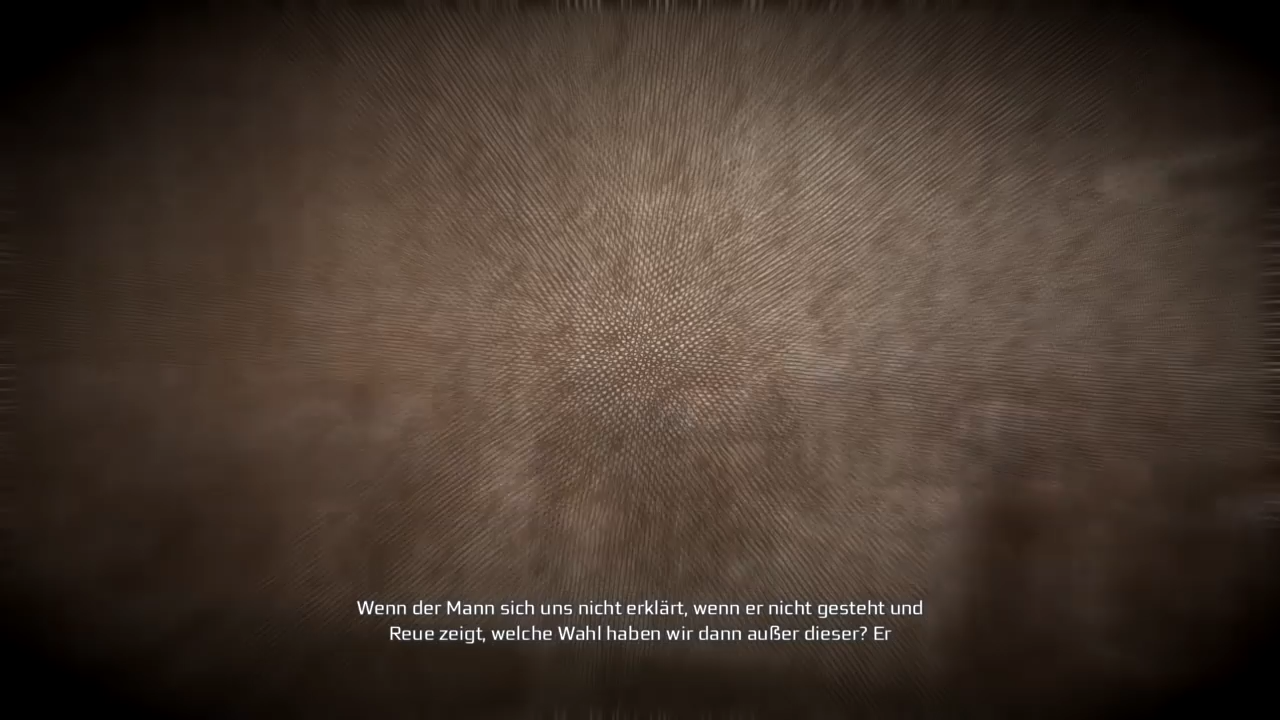 Wenn der Mann sich uns nicht erklärt, wenn er nicht gesteht und
Reue zeigt, welche Wahl haben wir dann außer dieser? Er